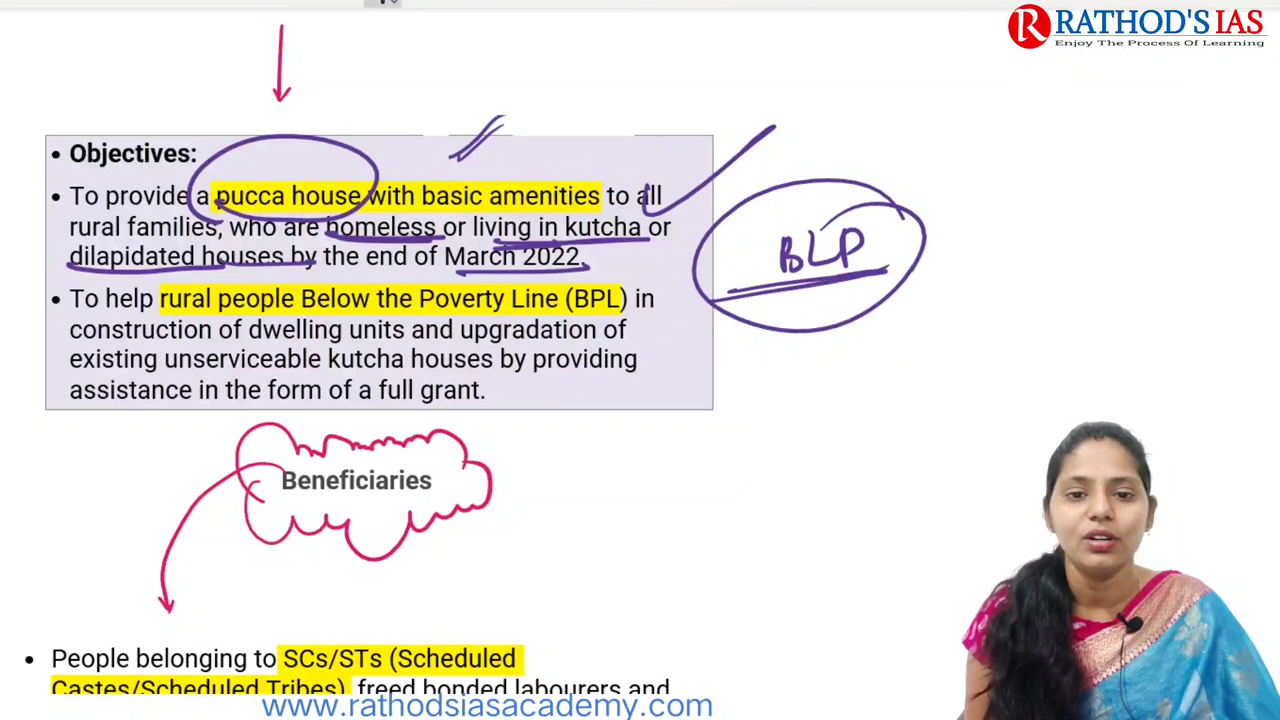 RATHOD'S IAS
Enjoy The Process Of Learning
• Objectives:
• To provide a pucca house with basic amenities to all
rural families, who are homeless or living in kutcha or
dilapidated houses by the end of March 2022.
BLP
• To help rural people Below the Poverty Line (BPL) in
construction of dwelling units and upgradation of
existing unserviceable kutcha houses by providing
assistance in the form of a full grant.
Beneficiaries
• People belonging to SCs/STs (Scheduled
Castes/Scheduled Tribes), freed bonded labourers and
www.rathodsiasacademy.com